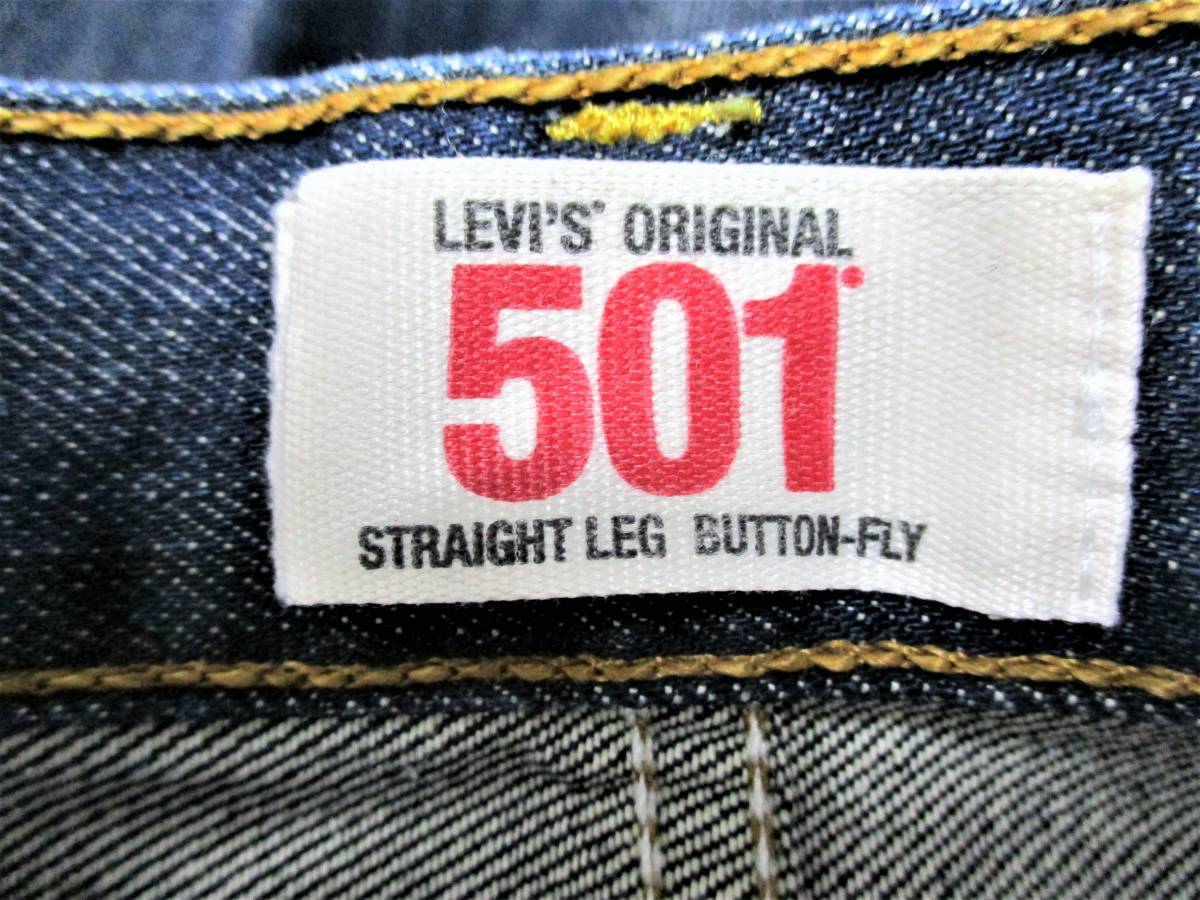 LEVI'S® ORIGINAL
501®
STRAIGHT LEG BUTTON-FLY